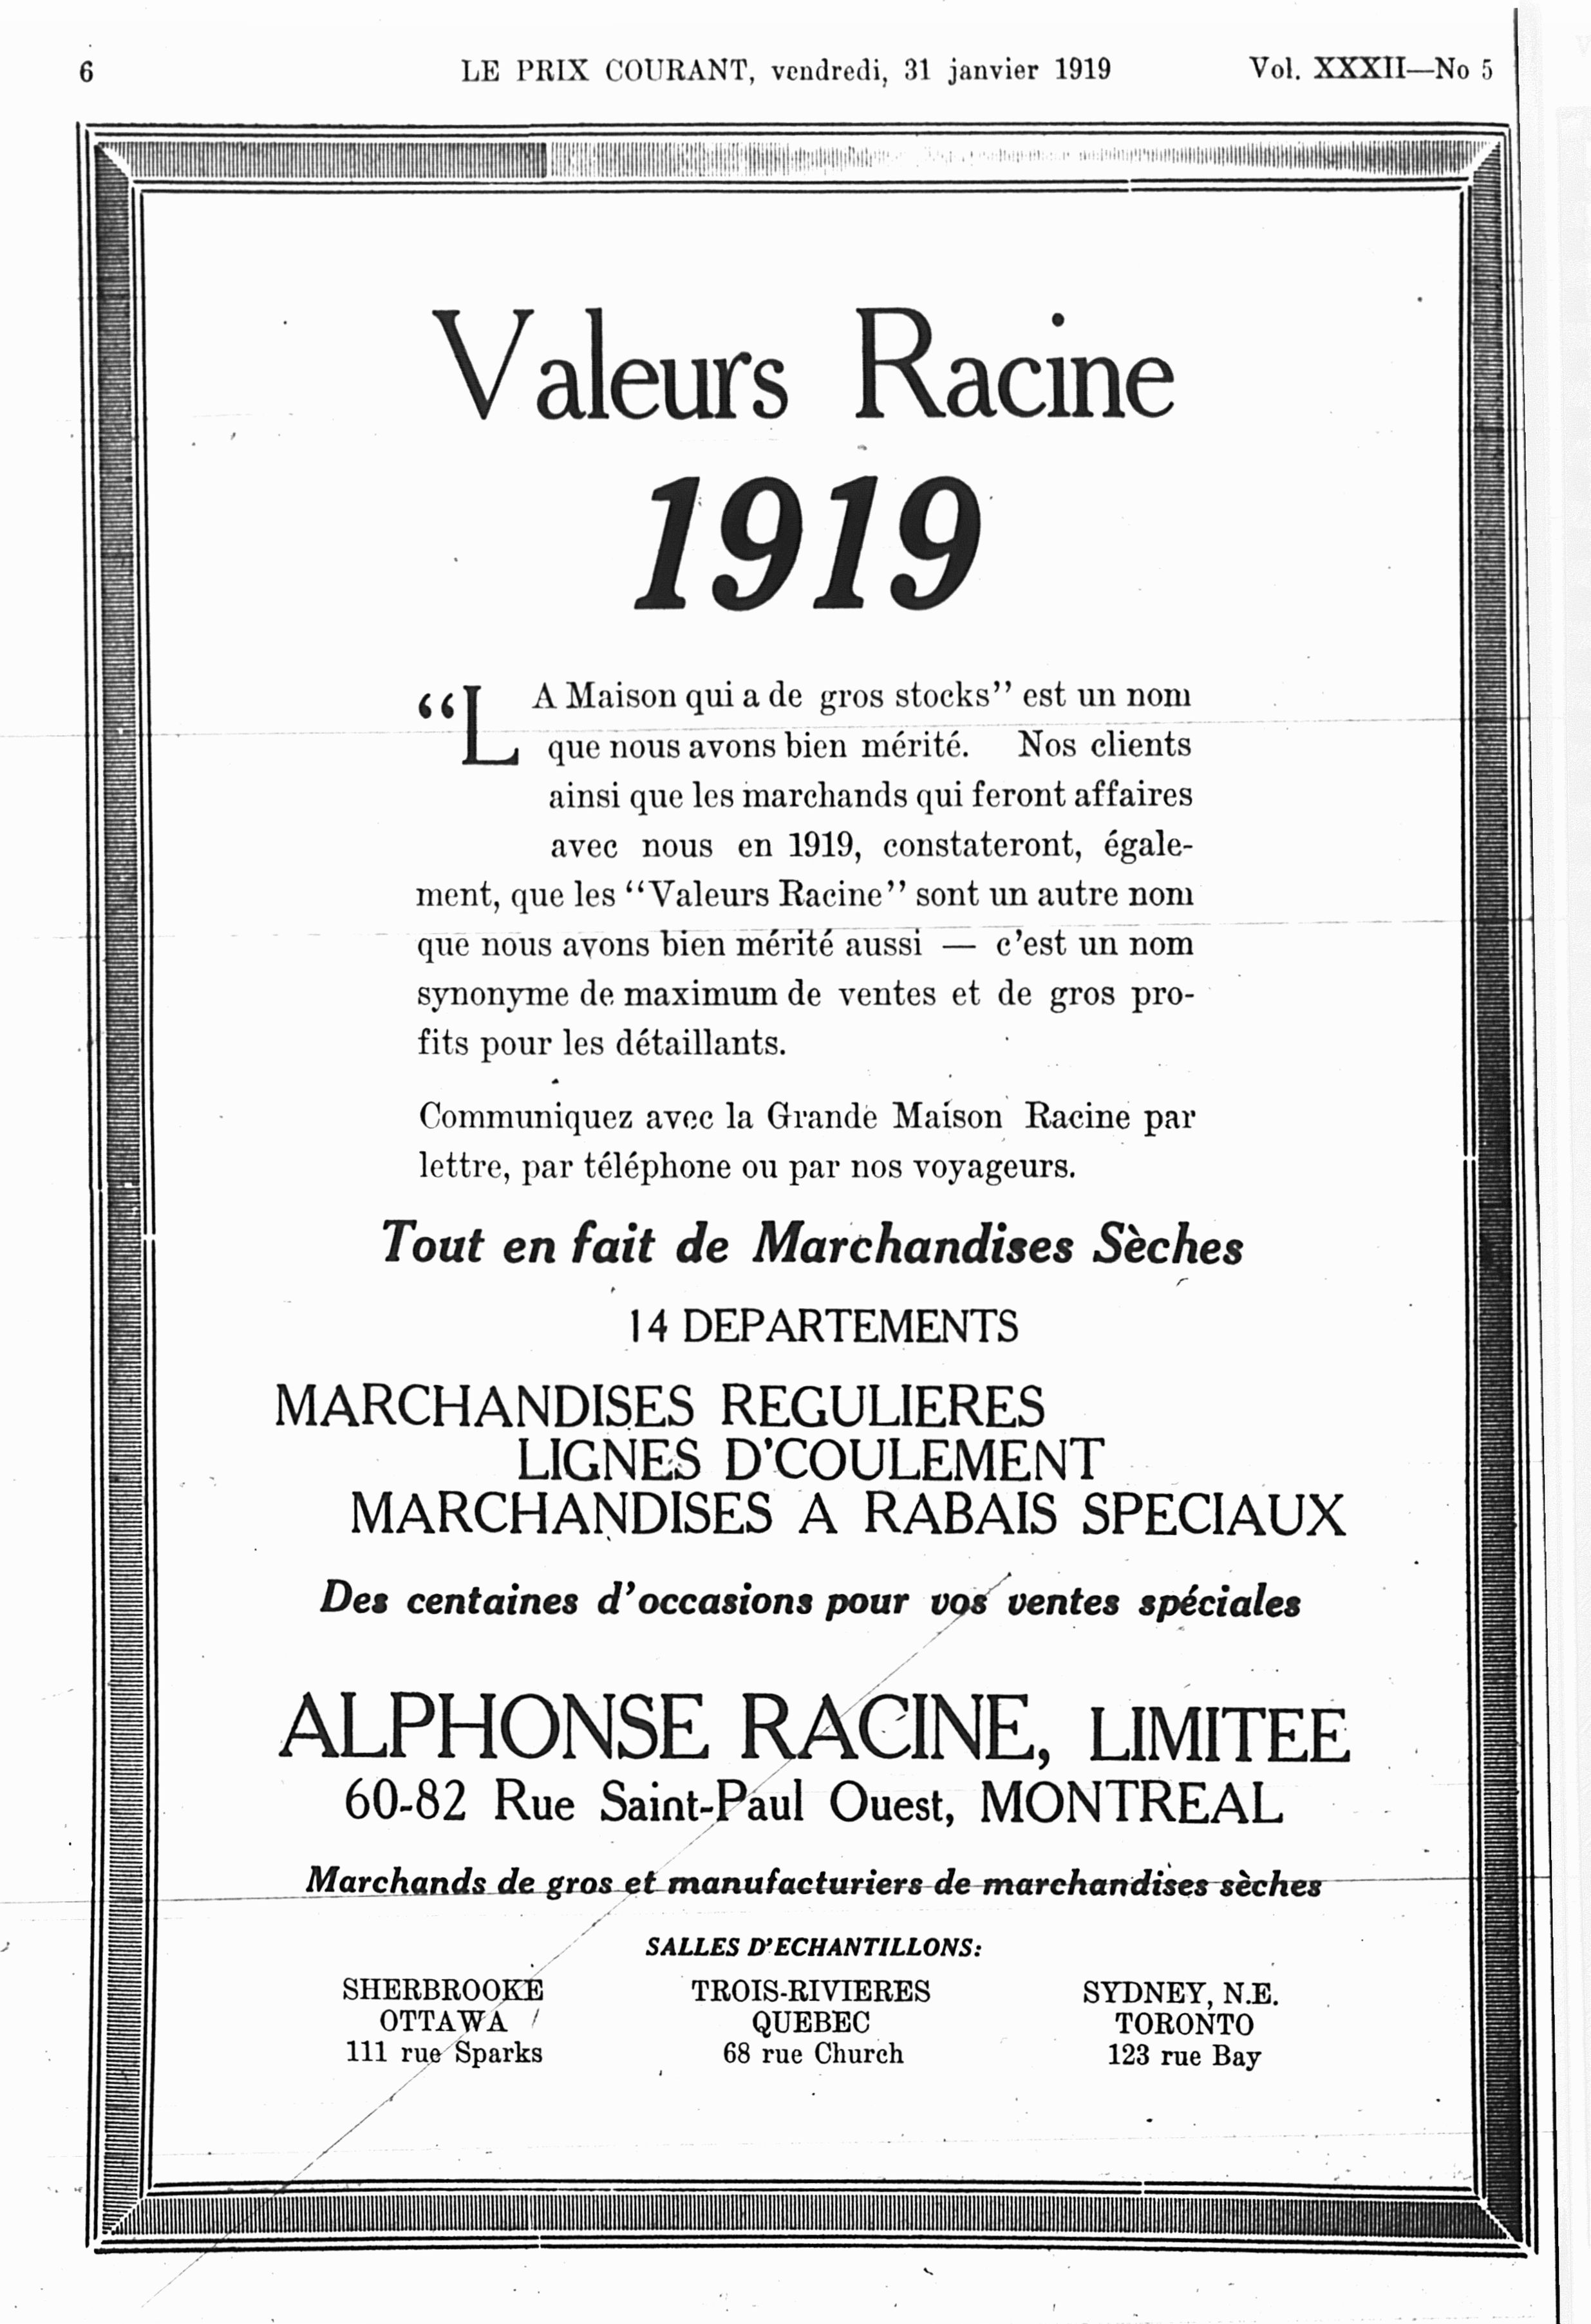 6
LE PRIX COURANT, vendredi, 31 janvier 1919
Vol. XXXII—No 5
Valeurs Racine
1919
“LA Maison qui a de gros stocks” est un nom
que nous avons bien mérité. Nos clients
ainsi que les marchands qui feront affaires
avec nous en 1919, constateront, égale-
ment, que les “Valeurs Racine” sont un autre nom
que nous avons bien mérité aussi — c’est un nom
synonyme de maximum de ventes et de gros pro-
fits pour les détaillants.
Communiquez avec la Grande Maison Racine par
lettre, par téléphone ou par nos voyageurs.
Tout en fait de Marchandises Sèches
14 DEPARTEMENTS
MARCHANDISES REGULIERES
LIGNES D’COULEMENT
MARCHANDISES A RABAIS SPECIAUX
Des centaines d’occasions pour vos ventes spéciales
ALPHONSE RACINE, LIMITEE
60-82 Rue Saint-Paul Ouest, MONTREAL
Marchands de gros et manufacturiers de marchandises sèches
SALLES D’ECHANTILLONS:
SHERBROOKE
OTTAWA
111 rue Sparks
TROIS-RIVIERES
QUEBEC
68 rue Church
SYDNEY, N.E.
TORONTO
123 rue Bay